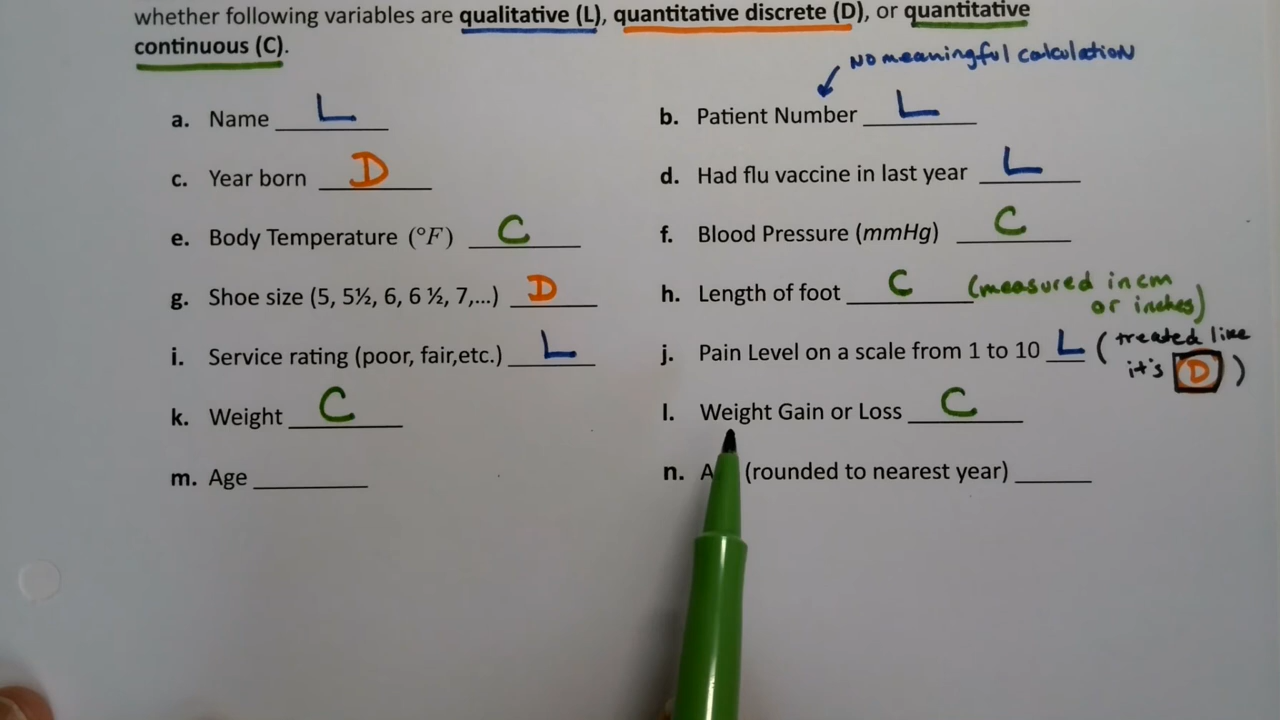 whether following variables are qualitative (L), quantitative discrete (D), or quantitative
continuous (C).
No meaningful calculation
a. Name L
b. Patient Number L
c. Year born D
d. Had flu vaccine in last year L
e. Body Temperature (°F) C
f. Blood Pressure (mmHg) C
g. Shoe size (5, 5½, 6, 6 ½, 7,...) D
h. Length of foot C (measured in cm
or inches)
i. Service rating (poor, fair,etc.) L
j. Pain Level on a scale from 1 to 10 L (treated like
it's D)
k. Weight C
l. Weight Gain or Loss C
m. Age
n. (rounded to nearest year)